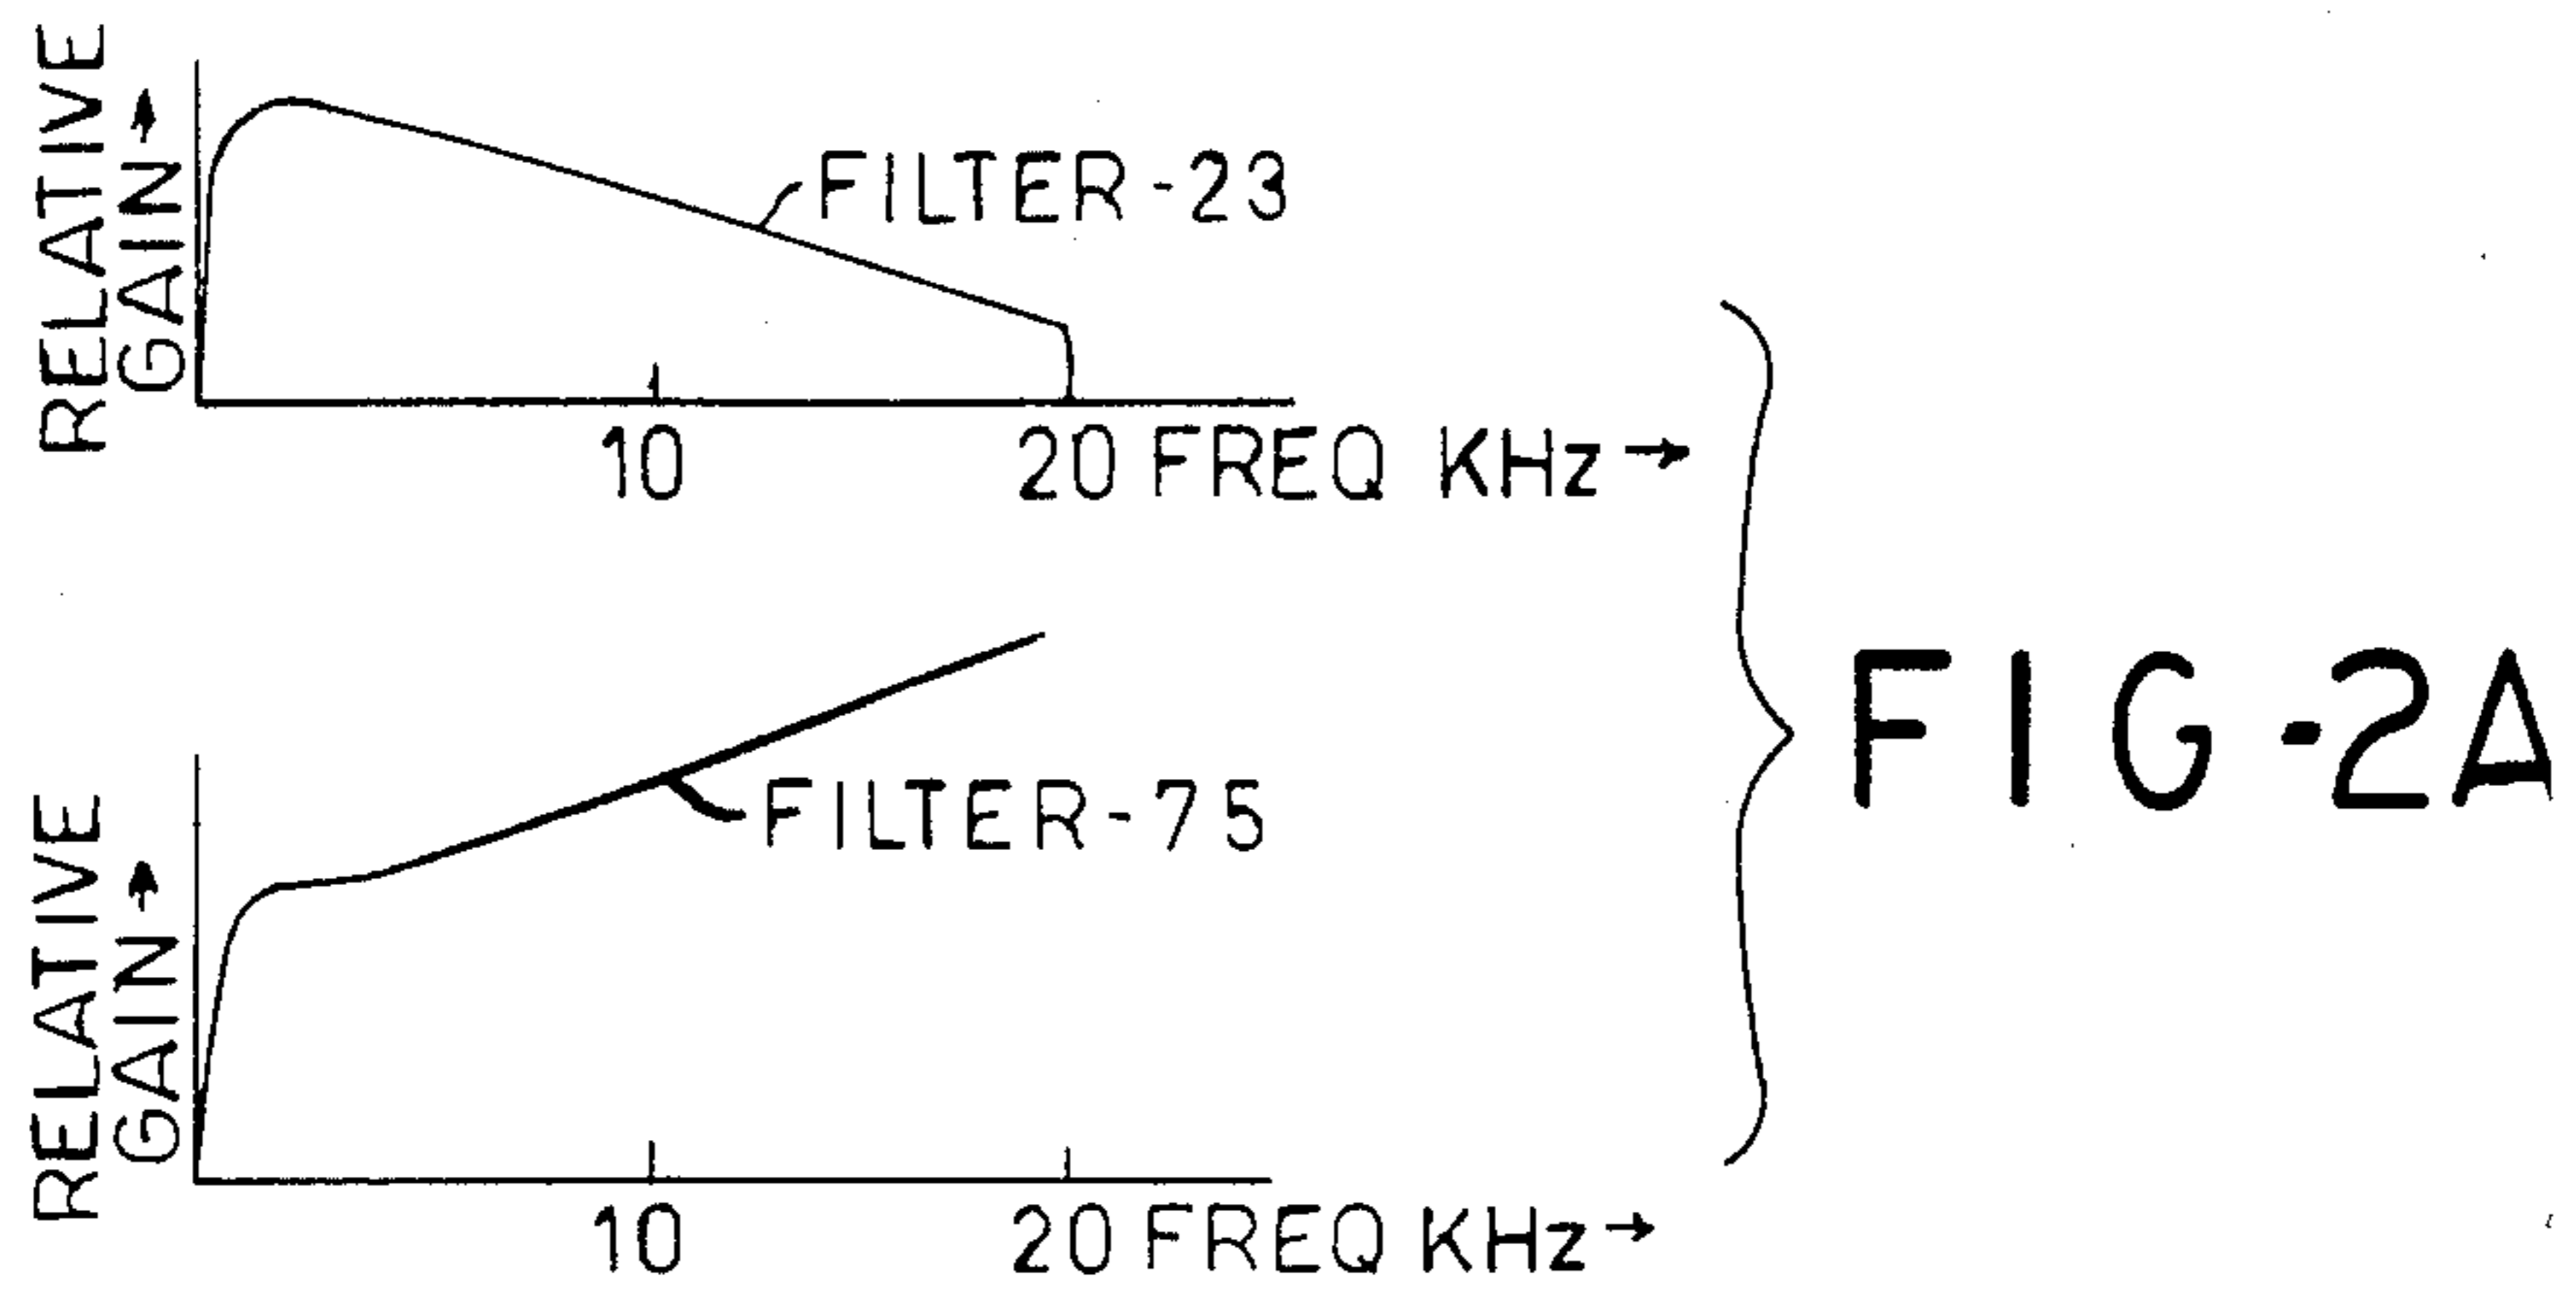 RELATIVE
GAIN→
FILTER-23
10
20 FREQ KHz→
RELATIVE
GAIN→
FILTER-75
10
20 FREQ KHz→
FIG-2A